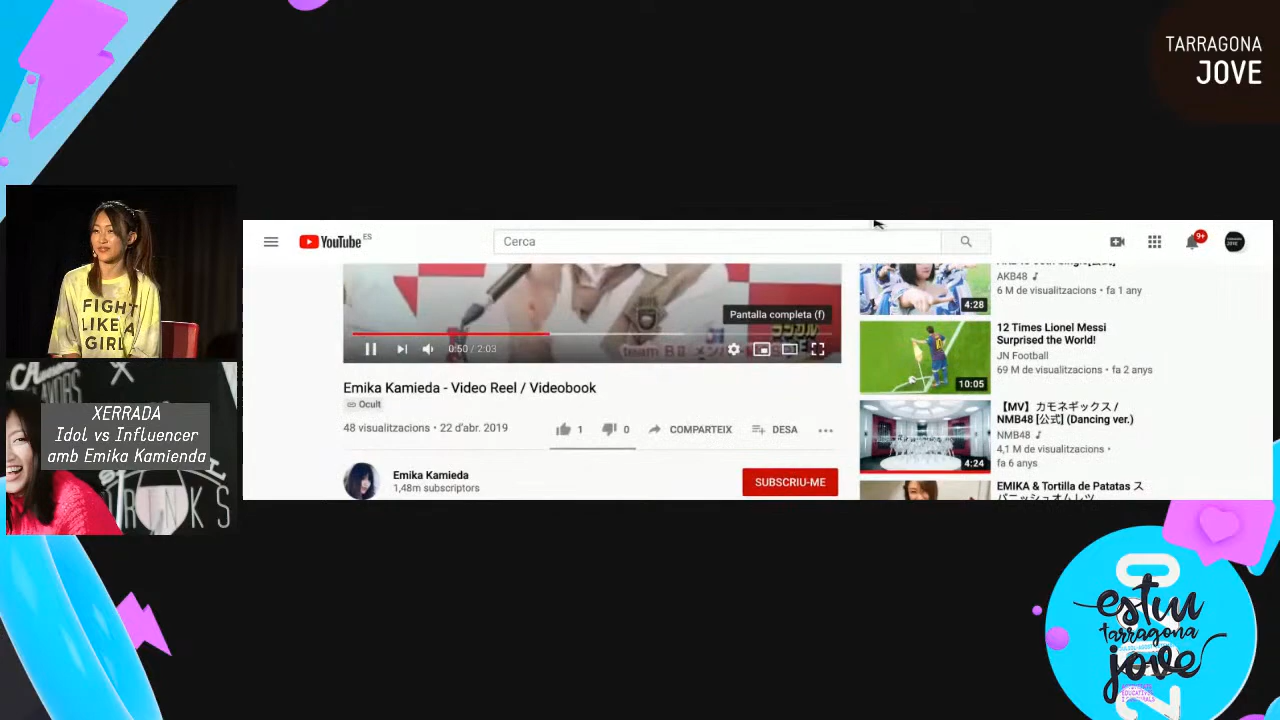 TARRAGONA
JOVE
FIGHT
LIKE A
GIRL
XERRADA
Idol vs Influencer
amb Emika Kamienda
YouTube ES
Cerca
9+
Pantalla completa (f)
0:50 / 2:03
Emika Kamieda - Video Reel / Videobook
Ocult
48 visualitzacions • 22 d'abr. 2019
1
0
COMPARTEIX
DESA
Emika Kamieda
1,48m subscriptors
SUBSCRIU-ME
AKB48
6 M de visualitzacions • fa 1 any
4:28
12 Times Lionel Messi
Surprised the World!
JN Football
69 M de visualitzacions • fa 2 anys
10:05
【MV】カモネギックス /
NMB48 [公式] (Dancing ver.)
NMB48
4,1 M de visualitzacions •
fa 6 anys
4:24
EMIKA & Tortilla de Patatas ス
パニッシュオムレツ
estiu
tarragona
jove